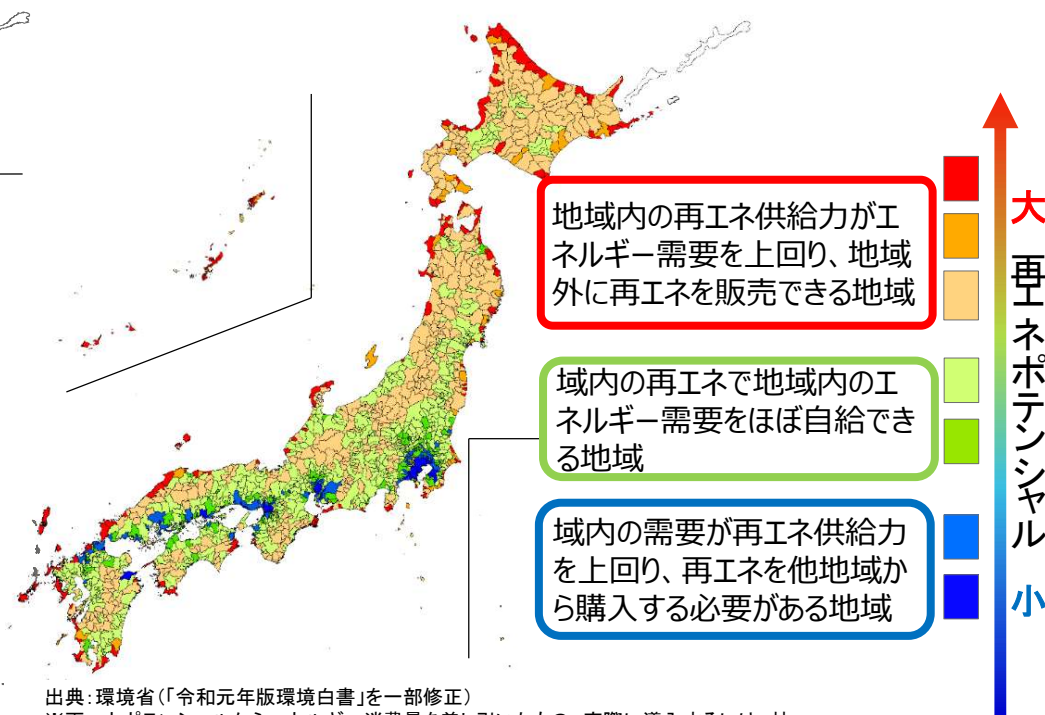 地域内の再エネ供給力がエ
ネルギー需要を上回り、地域
外に再エネを販売できる地域
域内の再エネで地域内のエ
ネルギー需要をほぼ自給でき
る地域
域内の需要が再エネ供給力
を上回り、再エネを他地域か
ら購入する必要がある地域
大
再エネポテンシャル
小
出典：環境省（「令和元年版環境白書」を一部修正）